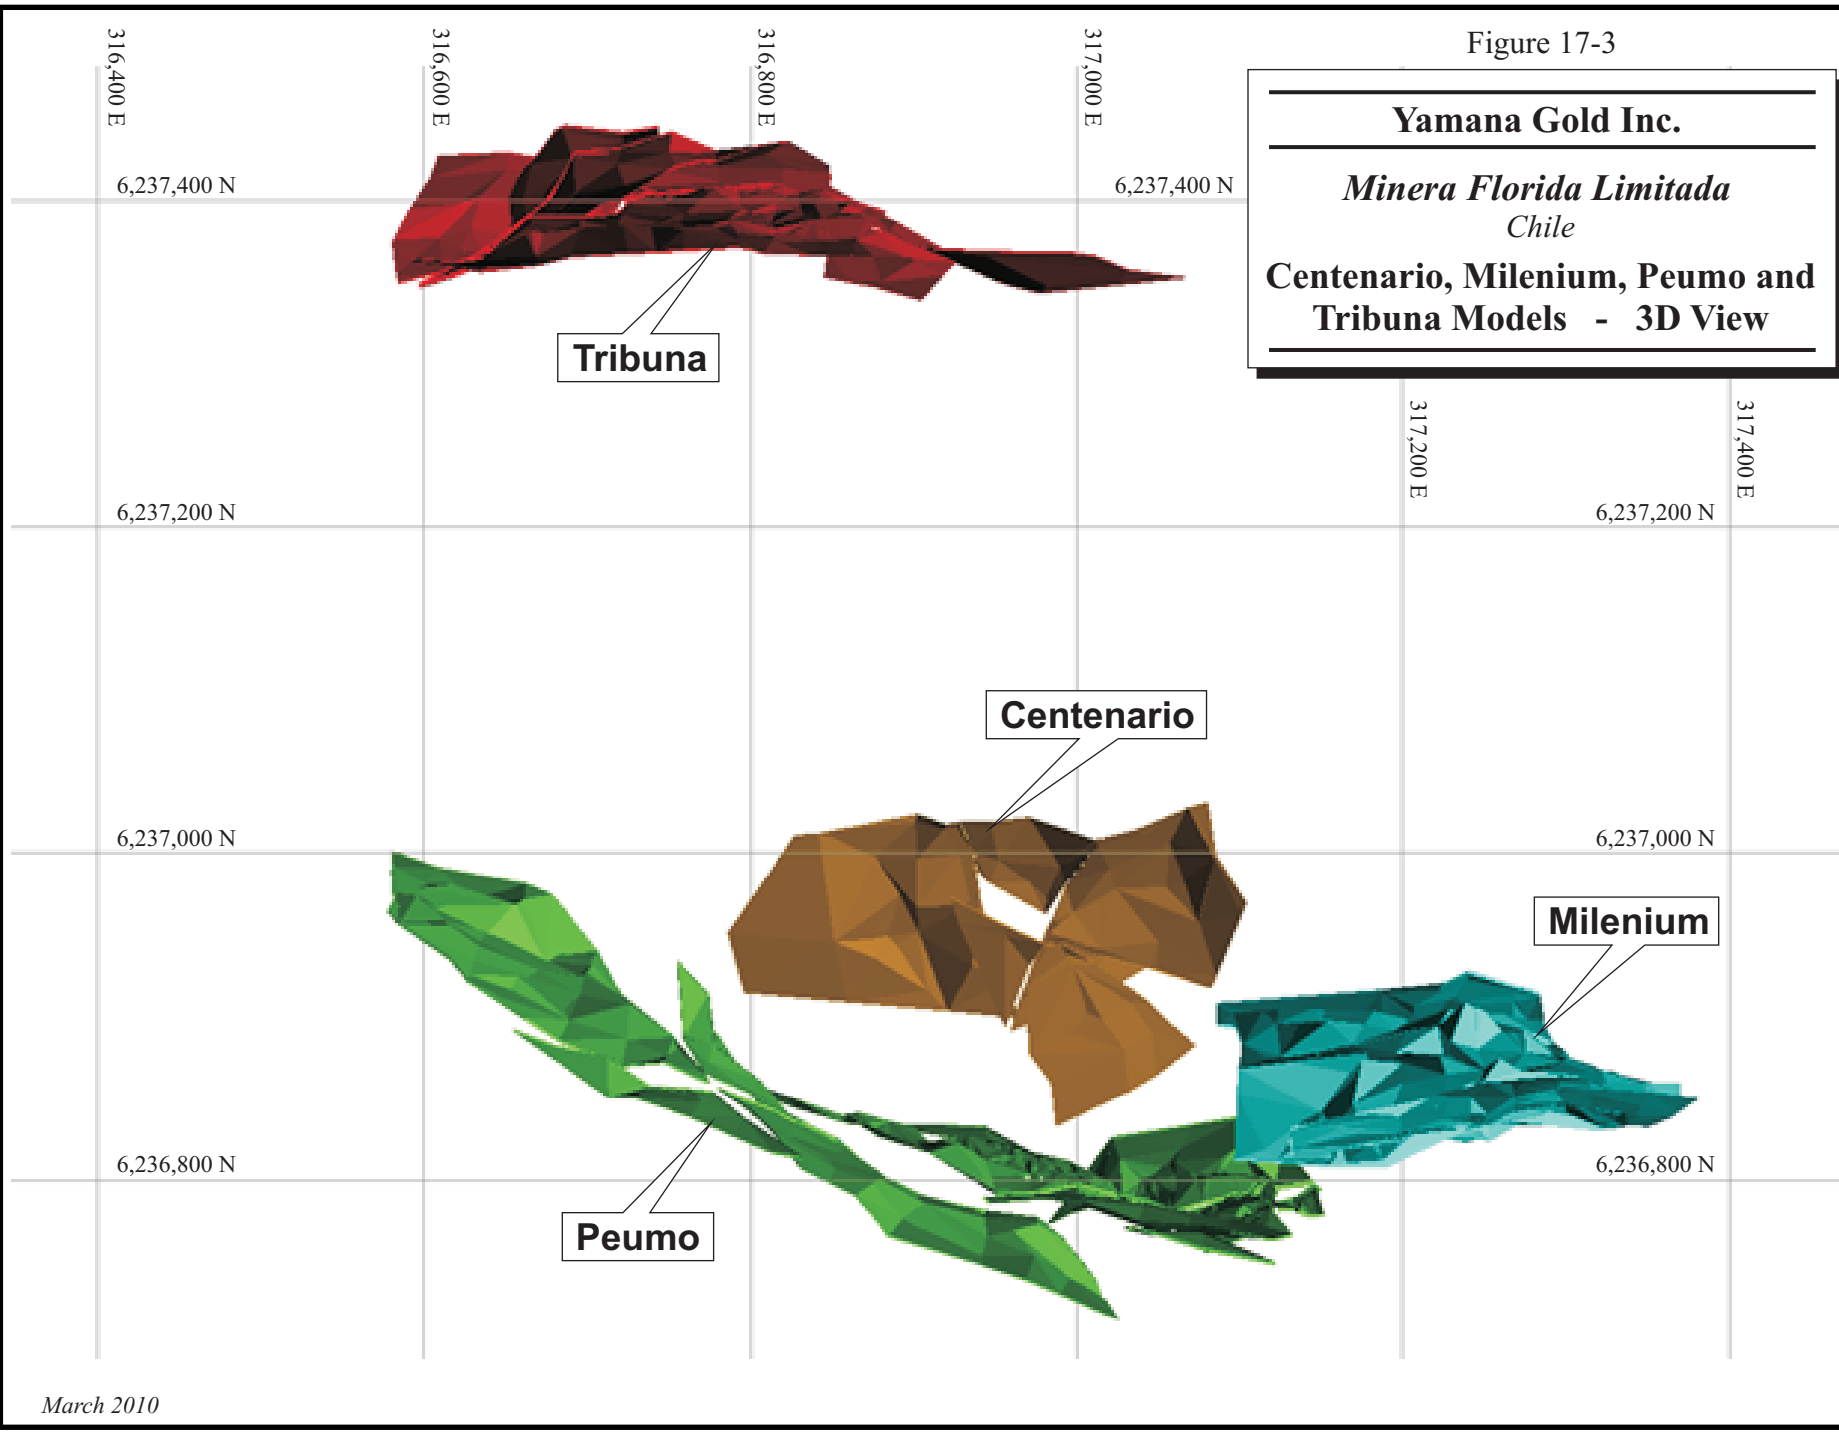 Figure 17-3
Yamana Gold Inc.
Minera Florida Limitada
Chile
Centenario, Milenium, Peumo and
Tribuna Models - 3D View
316,400 E
316,600 E
316,800 E
317,000 E
6,237,400 N
6,237,400 N
Tribuna
317,200 E
317,400 E
6,237,200 N
6,237,200 N
Centenario
6,237,000 N
6,237,000 N
Milenium
6,236,800 N
6,236,800 N
Peumo
March 2010